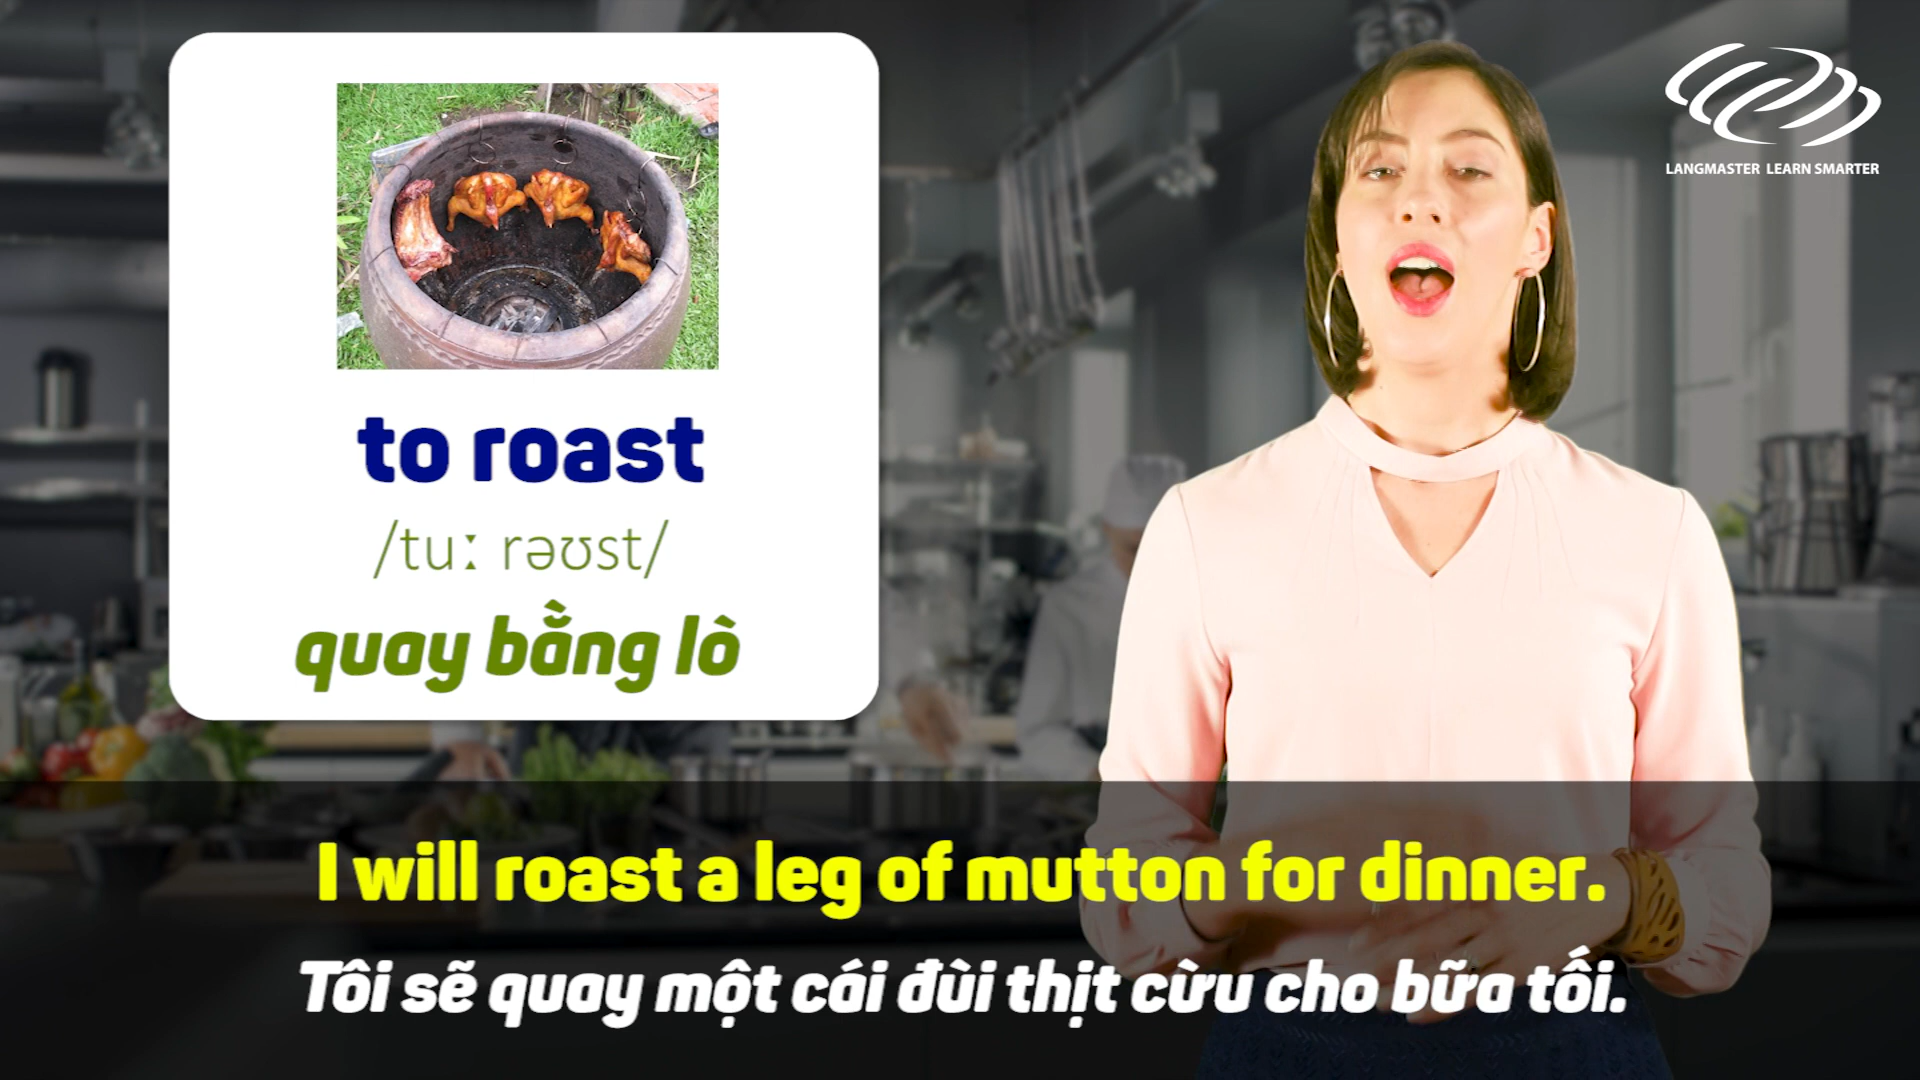 LANGMASTER LEARN SMARTER
to roast
/tuː rəʊst/
quay bằng lò
I will roast a leg of mutton for dinner.
Tôi sẽ quay một cái đùi thịt cừu cho bữa tối.